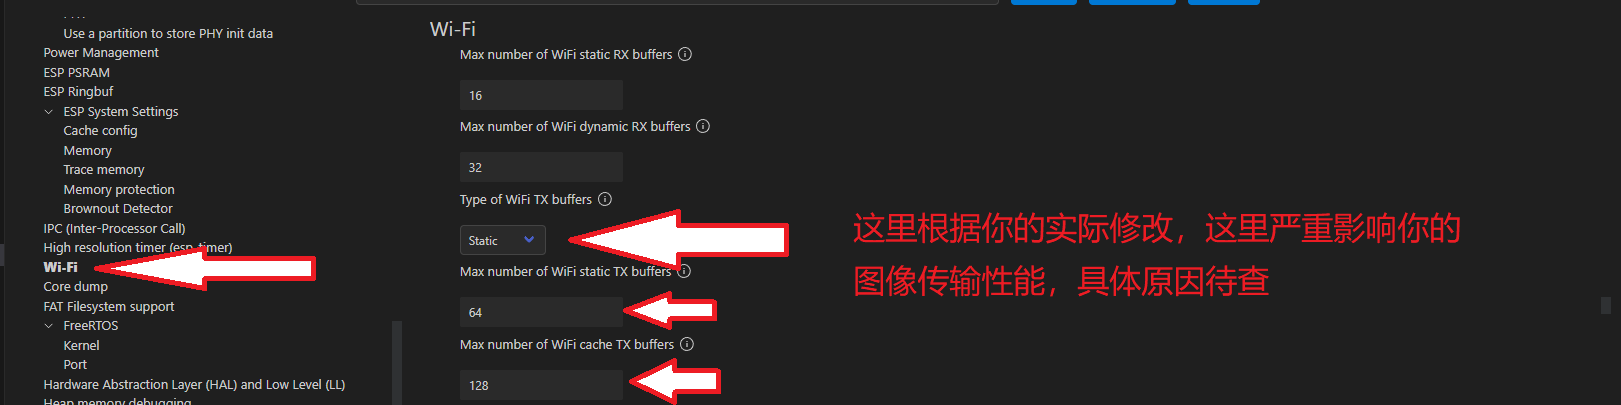 Use a partition to store PHY init data
Power Management
ESP PSRAM
ESP Ringbuf
ESP System Settings
Cache config
Memory
Trace memory
Memory protection
Brownout Detector
IPC (Inter-Processor Call)
High resolution timer (esp_timer)
Wi-Fi
Core dump
FAT Filesystem support
FreeRTOS
Kernel
Port
Hardware Abstraction Layer (HAL) and Low Level (LL)
Heap memory debugging
Wi-Fi
Max number of WiFi static RX buffers
16
Max number of WiFi dynamic RX buffers
32
Type of WiFi TX buffers
Static
Max number of WiFi static TX buffers
64
Max number of WiFi cache TX buffers
128
这里根据你的实际修改，这里严重影响你的
图像传输性能，具体原因待查